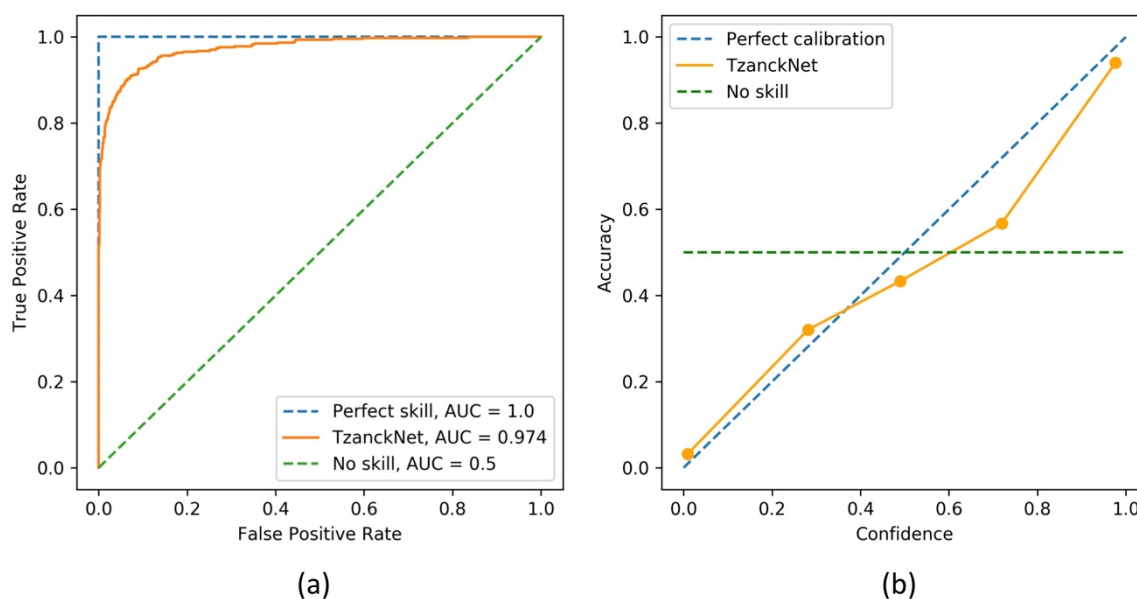 1.0
0.8
0.6
0.4
0.2
0.0
True Positive Rate
Perfect skill, AUC = 1.0
TzanckNet, AUC = 0.974
No skill, AUC = 0.5
0.0 0.2 0.4 0.6 0.8 1.0
False Positive Rate
(a)
1.0
0.8
0.6
0.4
0.2
0.0
Accuracy
Perfect calibration
TzanckNet
No skill
0.0 0.2 0.4 0.6 0.8 1.0
Confidence
(b)